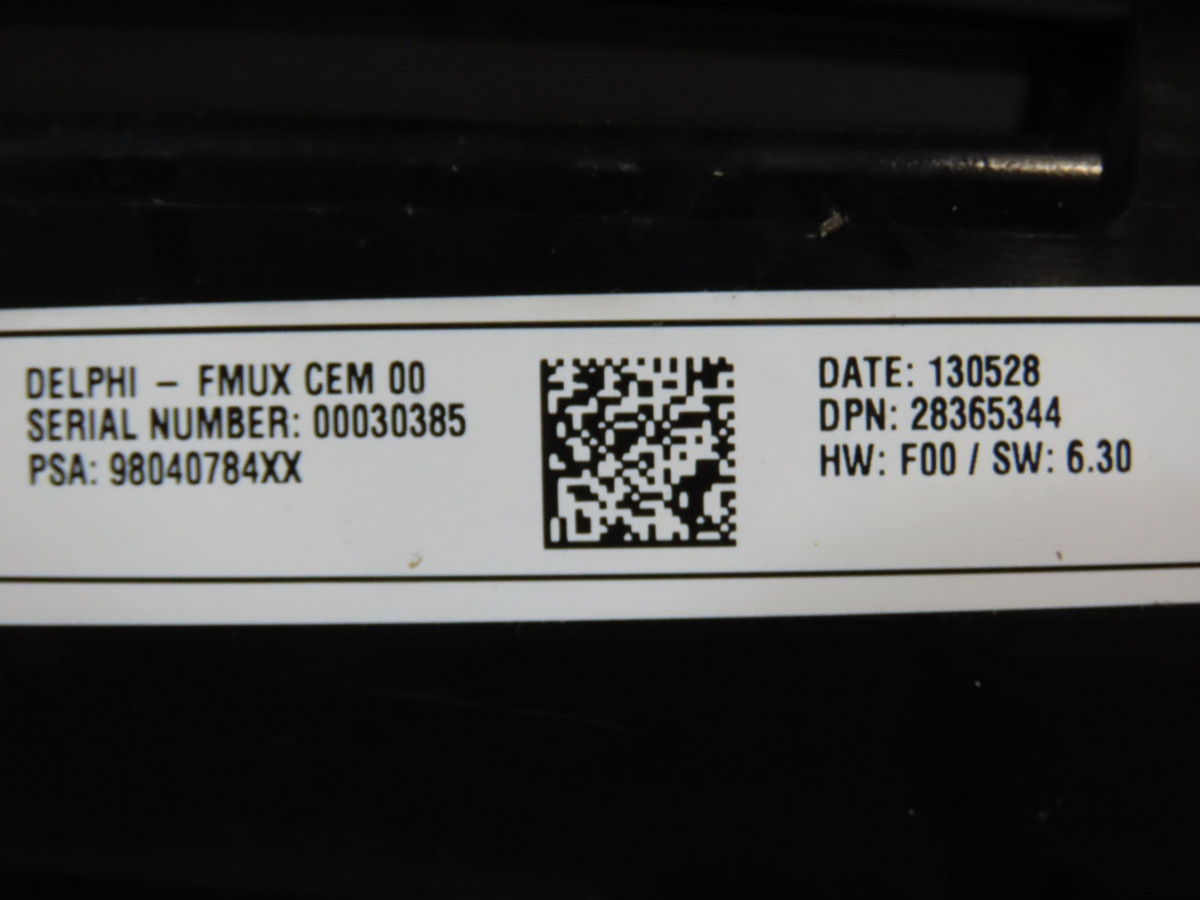 DELPHI – FMUX CEM 00
SERIAL NUMBER: 00030385
PSA: 98040784XX
DATE: 130528
DPN: 28365344
HW: F00 / SW: 6.30